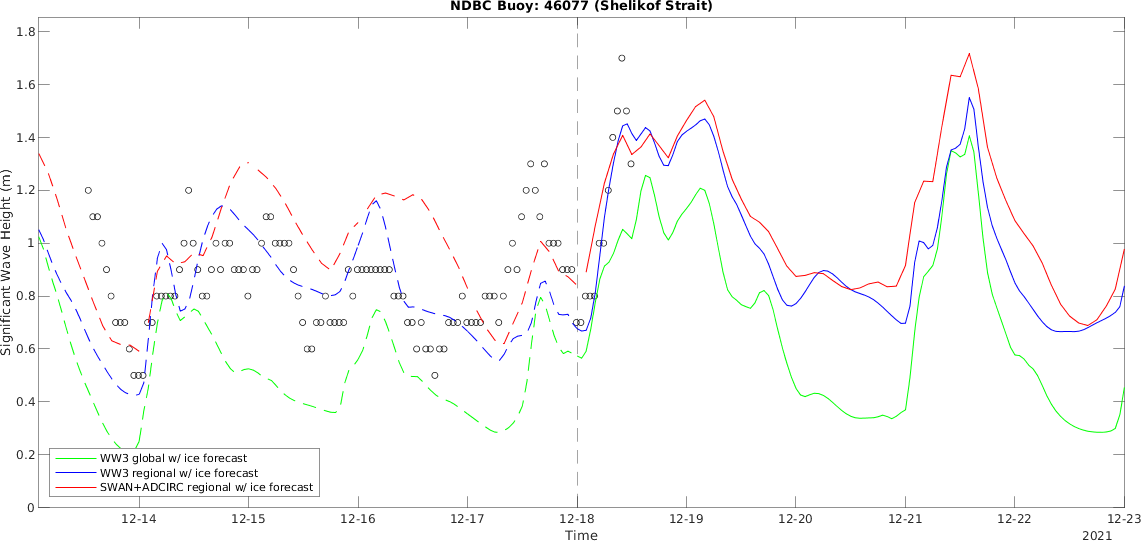 NDBC Buoy: 46077 (Shelikof Strait)
1.8
1.6
1.4
1.2
1
0.8
0.6
0.4
0.2
0
Significant Wave Height (m)
WW3 global w/ ice forecast
WW3 regional w/ ice forecast
SWAN+ADCIRC regional w/ ice forecast
12-14 12-15 12-16 12-17 12-18 12-19 12-20 12-21 12-22 12-23
Time
2021